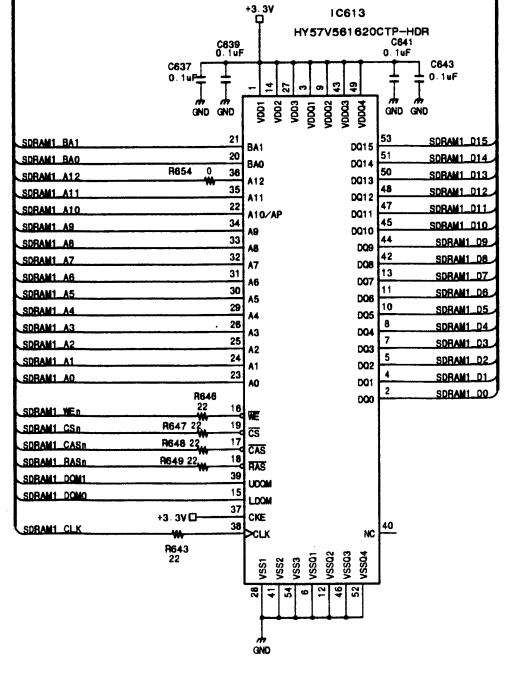 +3.3V
IC613
HY57V561620CTP-HDR
C637
0.1uF
C639
0.1uF
C641
0.1uF
C643
0.1uF
GND GND GND GND
1 14 27 3 9 43 49
VDD1 VDD2 VDD3 VDDQ1 VDDQ2 VDDQ3 VDDQ4
SDRAM1_BA1 21 BA1 DQ15 53 SDRAM1_D15
SDRAM1_BA0 20 BA0 DQ14 51 SDRAM1_D14
SDRAM1_A12 R654 0 36 A12 DQ13 50 SDRAM1_D13
SDRAM1_A11 35 A11 DQ12 48 SDRAM1_D12
SDRAM1_A10 22 A10/AP DQ11 47 SDRAM1_D11
SDRAM1_A9 34 A9 DQ10 45 SDRAM1_D10
SDRAM1_A8 33 A8 DQ9 44 SDRAM1_D9
SDRAM1_A7 32 A7 DQ8 42 SDRAM1_D8
SDRAM1_A6 31 A6 DQ7 13 SDRAM1_D7
SDRAM1_A5 30 A5 DQ6 11 SDRAM1_D6
SDRAM1_A4 29 A4 DQ5 10 SDRAM1_D5
SDRAM1_A3 26 A3 DQ4 8 SDRAM1_D4
SDRAM1_A2 25 A2 DQ3 7 SDRAM1_D3
SDRAM1_A1 24 A1 DQ2 5 SDRAM1_D2
SDRAM1_A0 23 A0 DQ1 4 SDRAM1_D1
DQ0 2 SDRAM1_D0
SDRAM1_WEn R646 22 16 WE
SDRAM1_CSn R647 22 19 CS
SDRAM1_CASn R648 22 17 CAS
SDRAM1_RASn R649 22 18 RAS
SDRAM1_DQM1 39 UDQM
SDRAM1_DQM0 15 LDQM
+3.3V 37 CKE
SDRAM1_CLK R643 22 38 CLK NC 40
VSS1 VSS2 VSS3 VSSQ1 VSSQ2 VSSQ3 VSSQ4
28 41 54 6 12 46 52
GND